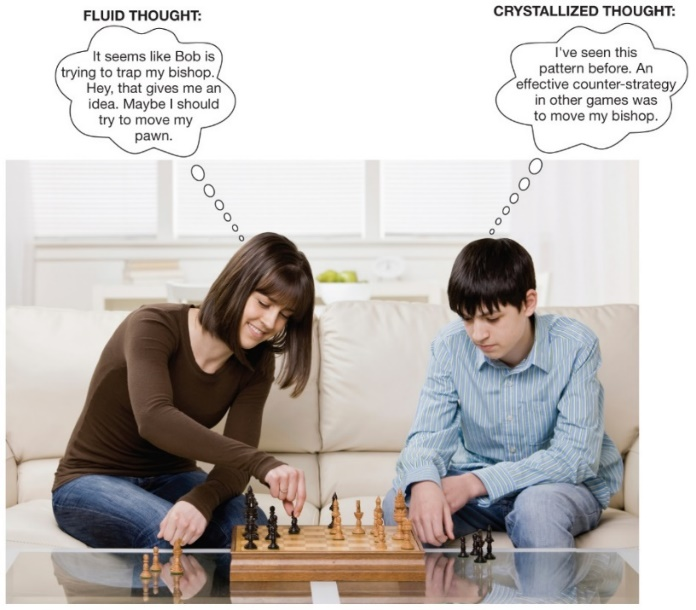 FLUID THOUGHT:
It seems like Bob is
trying to trap my bishop.
Hey, that gives me an
idea. Maybe I should
try to move my
pawn.
CRYSTALLIZED THOUGHT:
I've seen this
pattern before. An
effective counter-strategy
in other games was
to move my bishop.